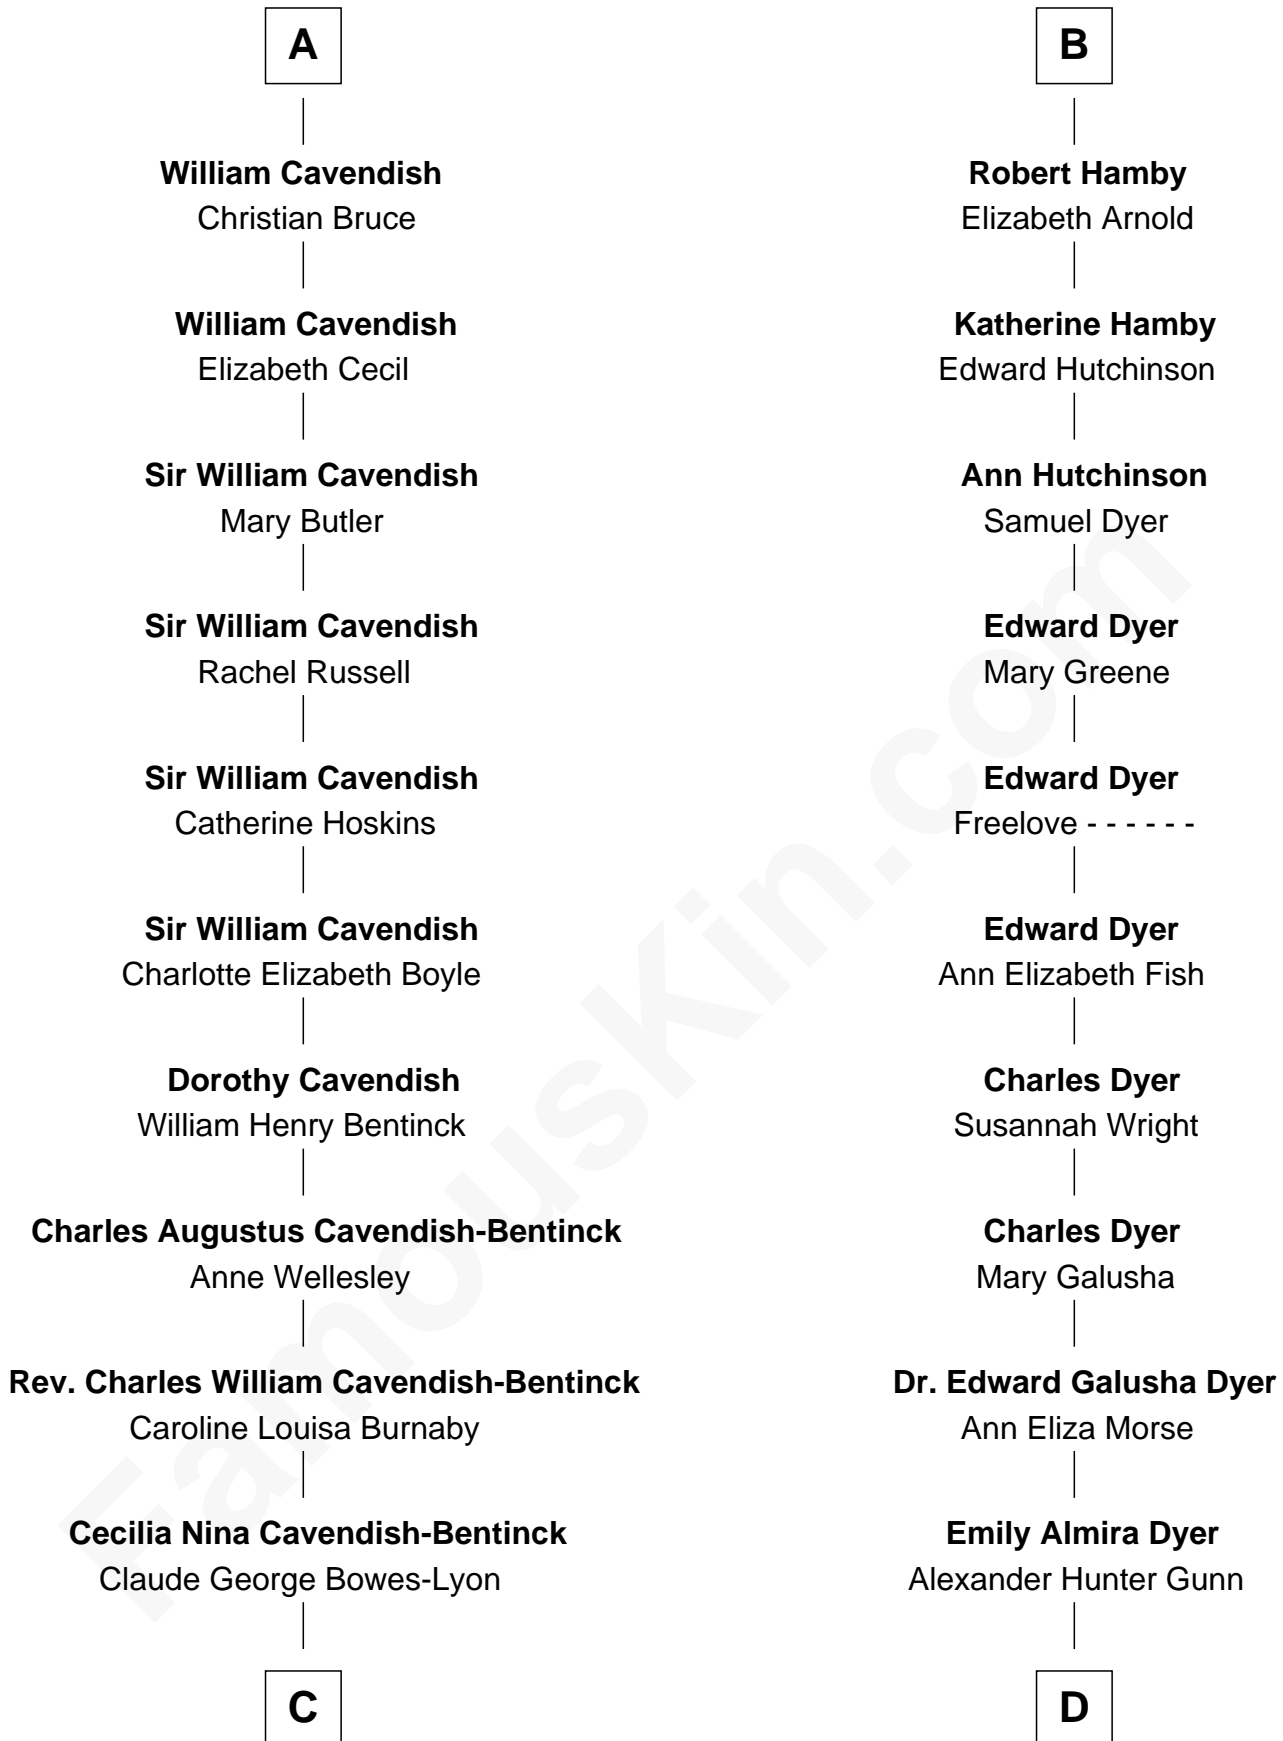 A
William Cavendish
Christian Bruce
William Cavendish
Elizabeth Cecil
Sir William Cavendish
Mary Butler
Sir William Cavendish
Rachel Russell
Sir William Cavendish
Catherine Hoskins
Sir William Cavendish
Charlotte Elizabeth Boyle
Dorothy Cavendish
William Henry Bentinck
Charles Augustus Cavendish-Bentinck
Anne Wellesley
Rev. Charles William Cavendish-Bentinck
Caroline Louisa Burnaby
Cecilia Nina Cavendish-Bentinck
Claude George Bowes-Lyon
C
B
Robert Hamby
Elizabeth Arnold
Katherine Hamby
Edward Hutchinson
Ann Hutchinson
Samuel Dyer
Edward Dyer
Mary Greene
Edward Dyer
Freelove - - - - - -
Edward Dyer
Ann Elizabeth Fish
Charles Dyer
Susannah Wright
Charles Dyer
Mary Galusha
Dr. Edward Galusha Dyer
Ann Eliza Morse
Emily Almira Dyer
Alexander Hunter Gunn
D
FamousKin.com